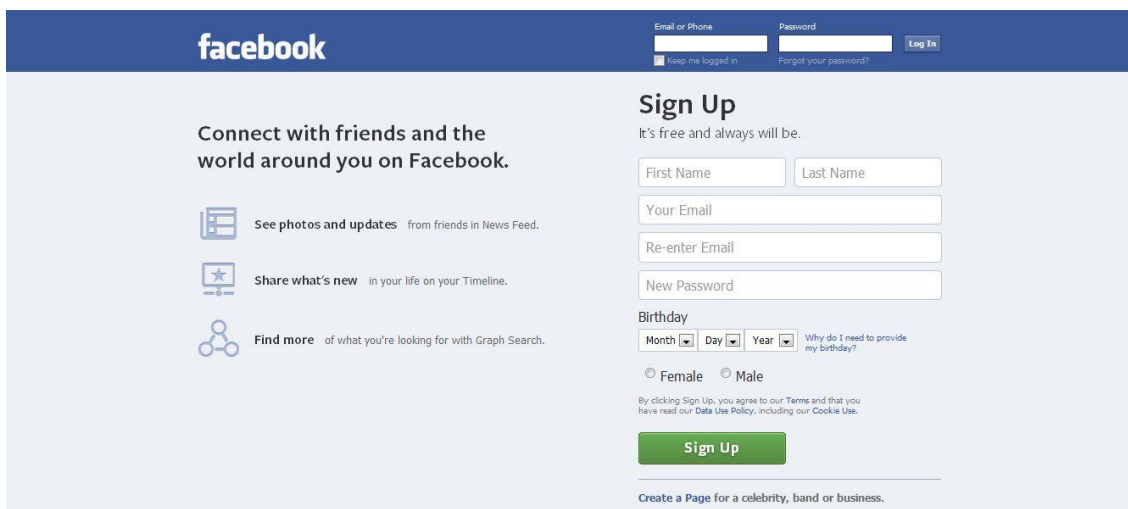 facebook
Email or Phone
Password
Log In
Keep me logged in
Forgot your password?
Connect with friends and the
world around you on Facebook.
See photos and updates from friends in News Feed.
Share what's new in your life on your Timeline.
Find more of what you're looking for with Graph Search.
Sign Up
It's free and always will be.
First Name
Last Name
Your Email
Re-enter Email
New Password
Birthday
Month
Day
Year
Why do I need to provide
my birthday?
Female
Male
By clicking Sign Up, you agree to our Terms and that you
have read our Data Use Policy, including our Cookie Use.
Sign Up
Create a Page for a celebrity, band or business.